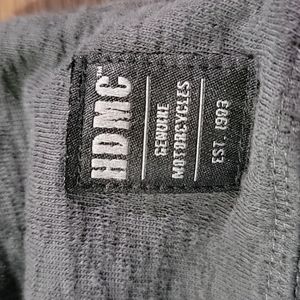 HDMC™
GENUINE
MOTORCYCLES
EST. 1903